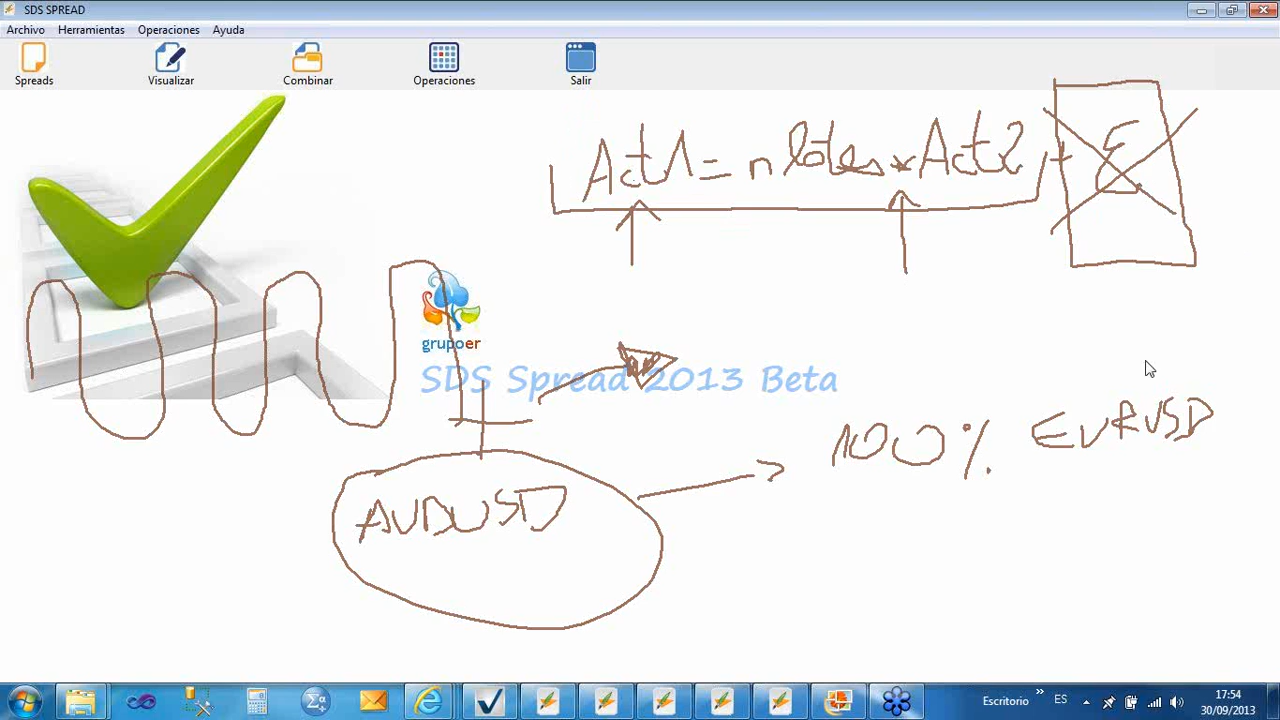 SDS SPREAD
Archivo Herramientas Operaciones Ayuda
Spreads Visualizar Combinar Operaciones Salir
Act1 = n lotes * Act2 + E
grupoer
SDS Spread 2013 Beta
100% EURUSD
AUDUSD
Escritorio » ES 17:54
30/09/2013